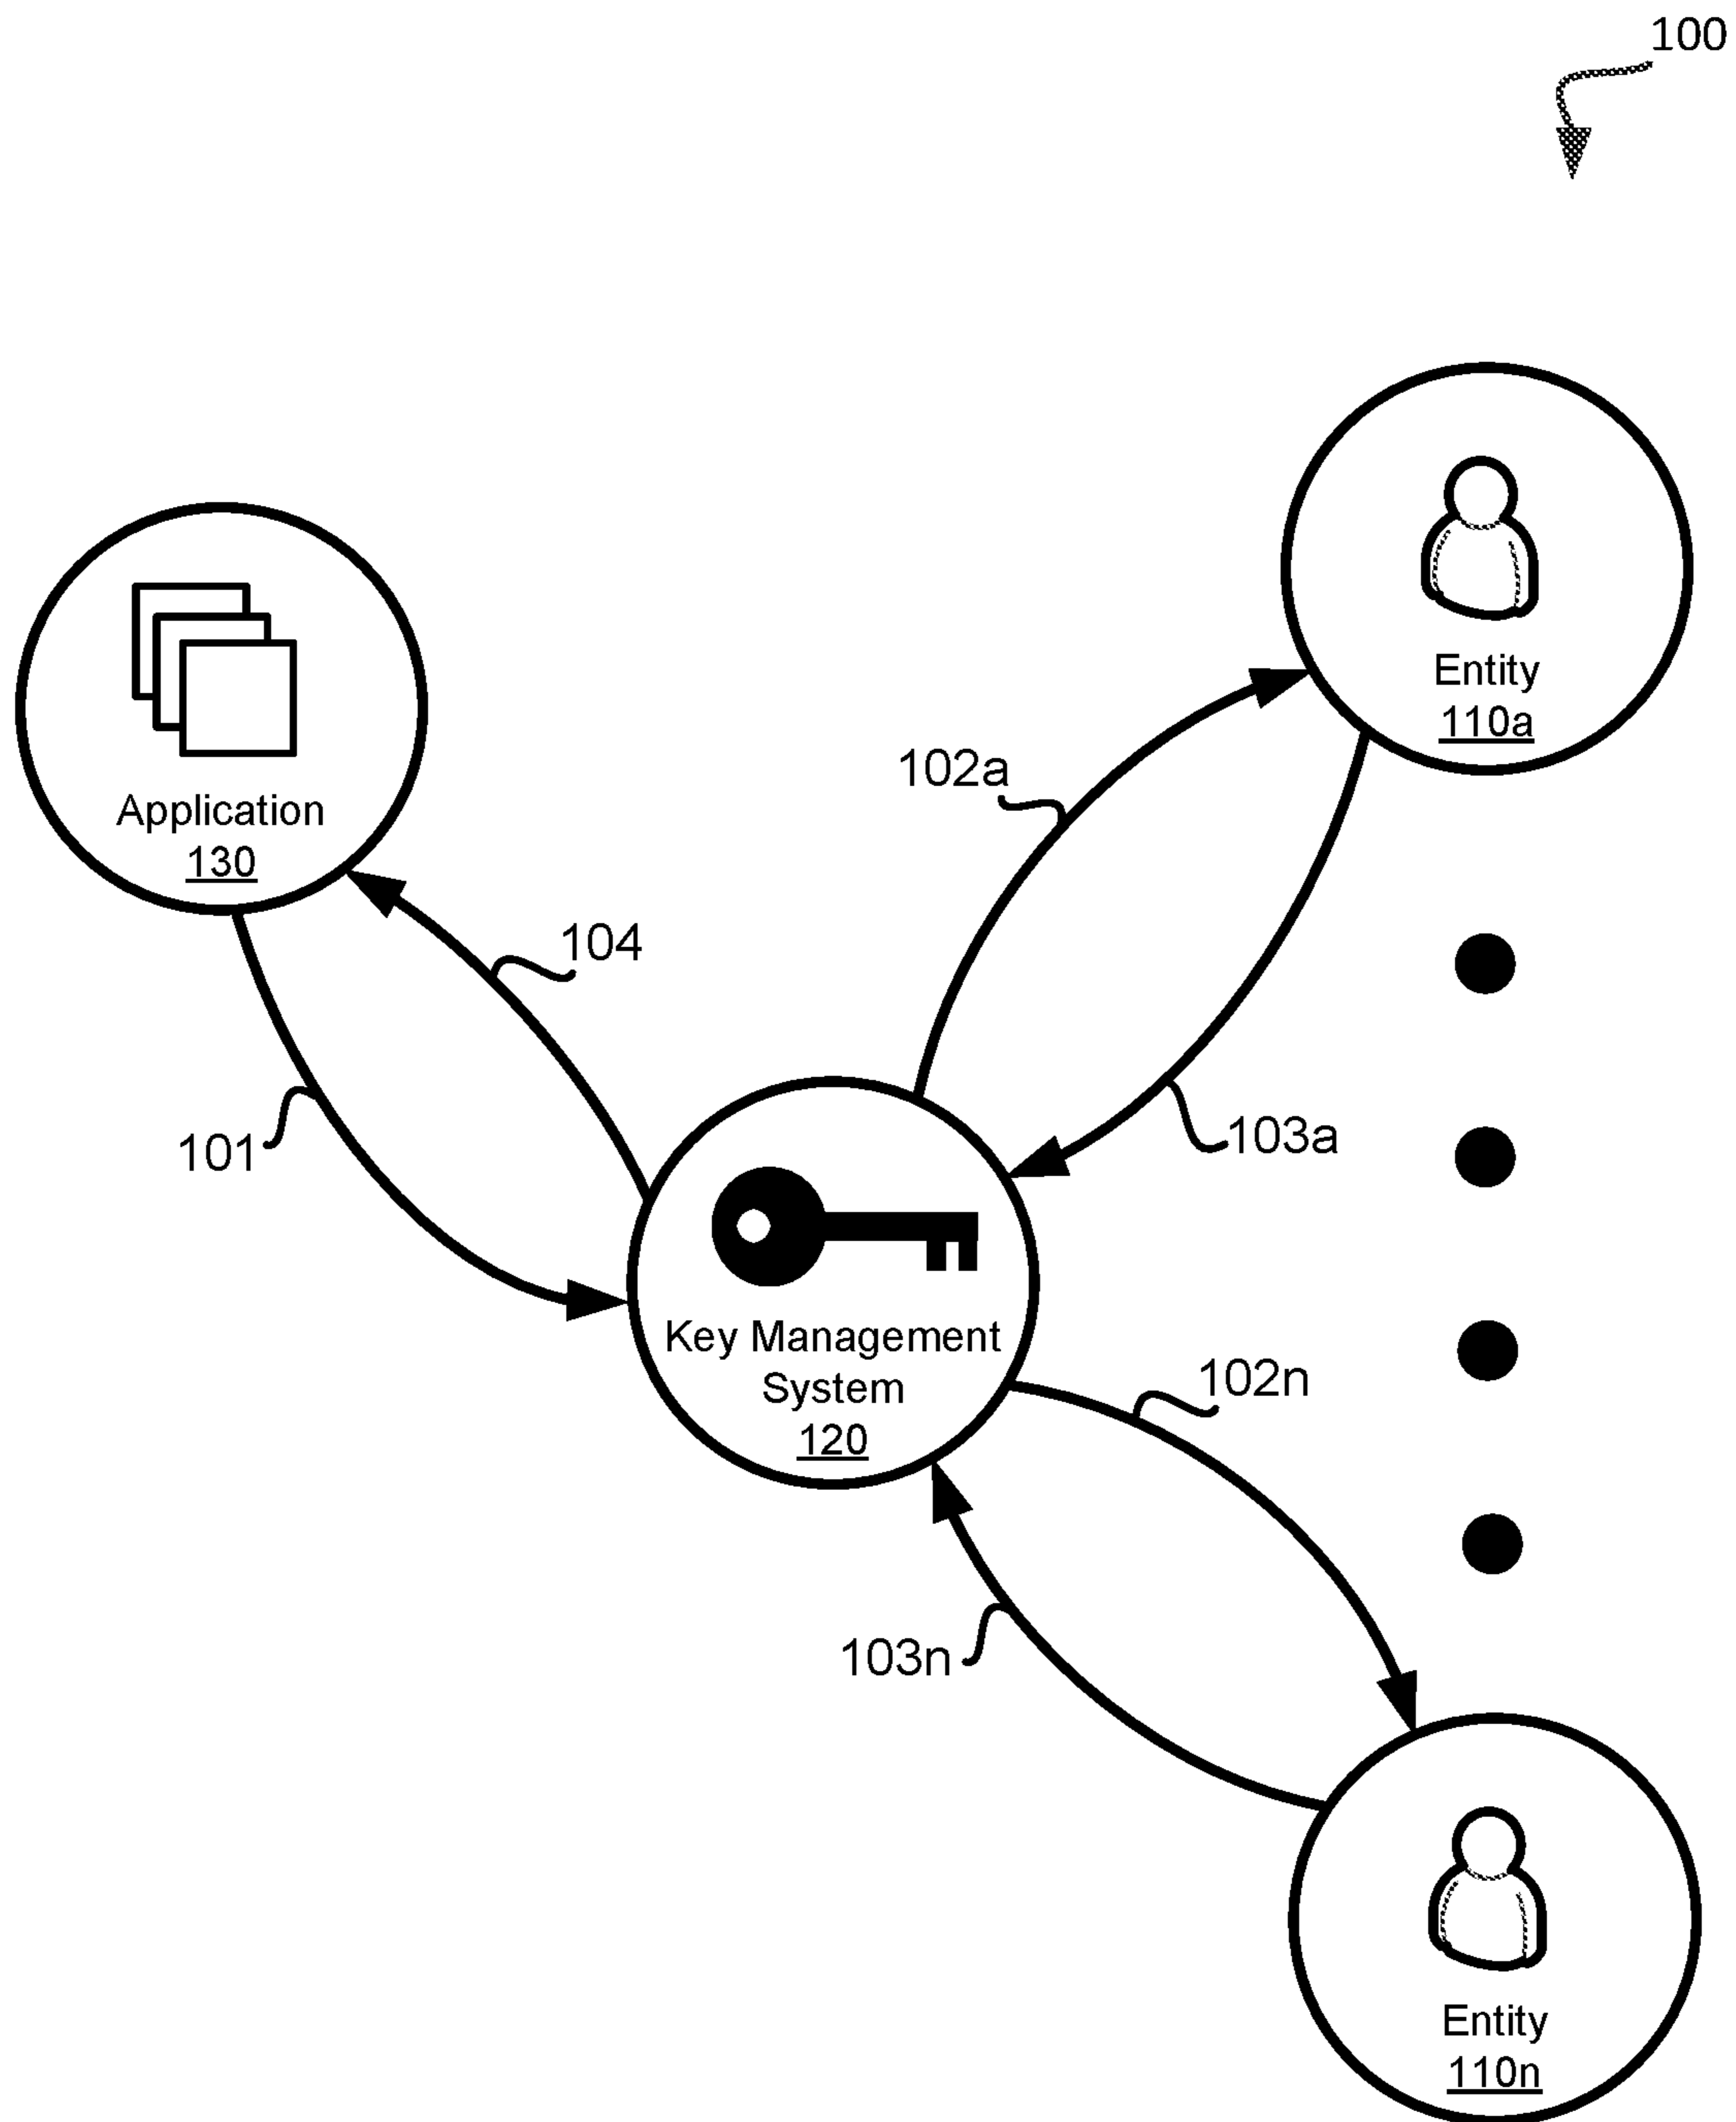 100
Entity
110a
102a
Application
130
104
101
103a
Key Management
System
120
102n
103n
Entity
110n